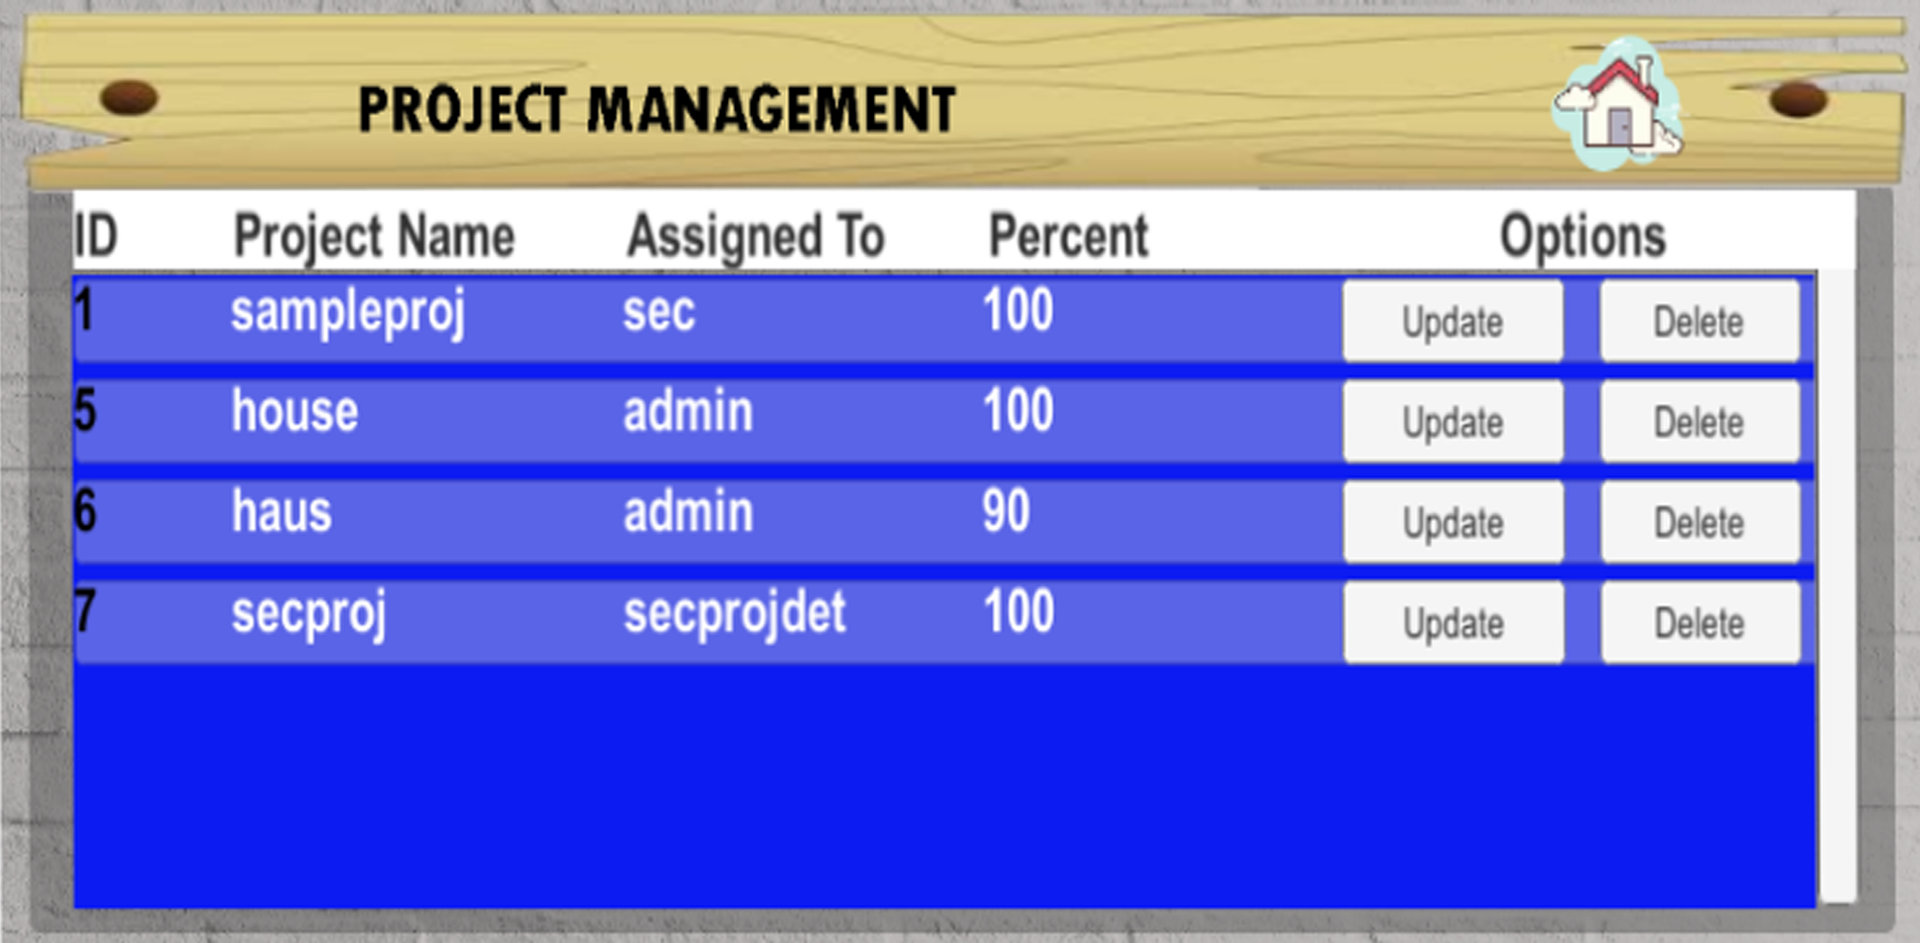 PROJECT MANAGEMENT
ID Project Name Assigned To Percent Options
1 sampleproj sec 100 Update Delete
5 house admin 100 Update Delete
6 haus admin 90 Update Delete
7 secproj secprojdet 100 Update Delete